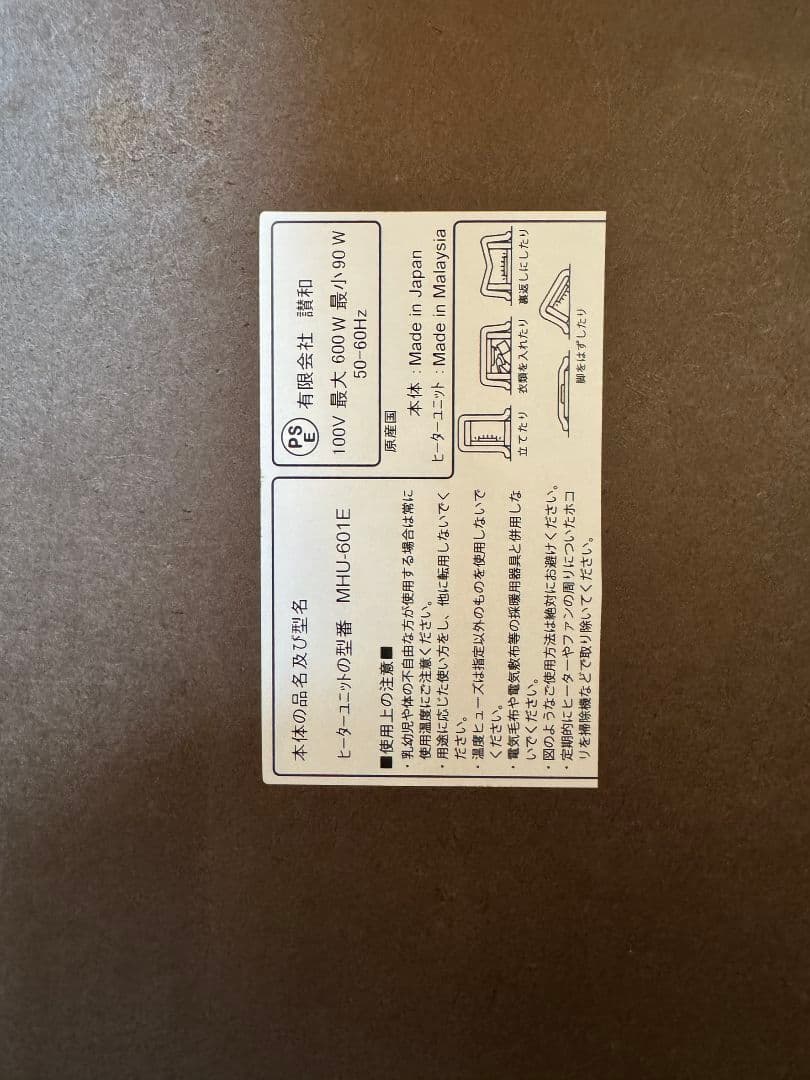 本体の品名及び型名
ヒーターユニットの型番　MHU-601E
PS
E
有限会社　讃和
100V 最大 600W 最小 90W
50-60Hz
原産国
本体：Made in Japan
ヒーターユニット：Made in Malaysia
■使用上の注意■
・乳幼児や体の不自由な方が使用する場合は常に
使用温度にご注意ください。
・用途に応じた使い方をし、他に転用しないでく
ださい。
・温度ヒューズは指定以外のものを使用しないで
ください。
・電気毛布や電気敷布等の採暖用器具と併用しな
いでください。
・図のようなご使用方法は絶対にお避けください。
・定期的にヒーターやファンの周りについたホコ
リを掃除機などで取り除いてください。
立てたり
衣類を入れたり
裏返しにしたり
脚をはずしたり